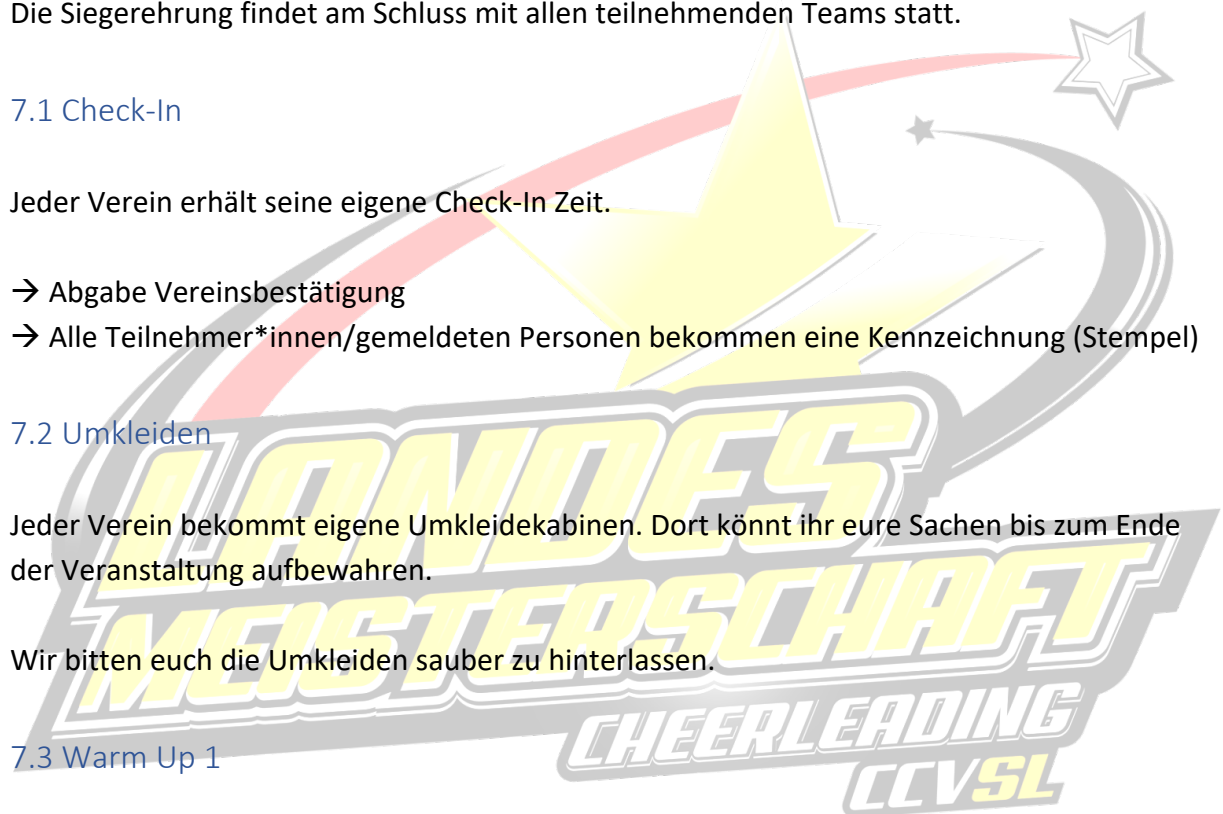 Die Siegerehrung findet am Schluss mit allen teilnehmenden Teams statt.
7.1 Check-In
Jeder Verein erhält seine eigene Check-In Zeit.
→ Abgabe Vereinsbestätigung
→ Alle Teilnehmer*innen/gemeldeten Personen bekommen eine Kennzeichnung (Stempel)
7.2 Umkleiden
Jeder Verein bekommt eigene Umkleidekabinen. Dort könnt ihr eure Sachen bis zum Ende
der Veranstaltung aufbewahren.
Wir bitten euch die Umkleiden sauber zu hinterlassen.
7.3 Warm Up 1
LANDES
MEISTERSCHAFT
CHEERLEADING
CCVSL